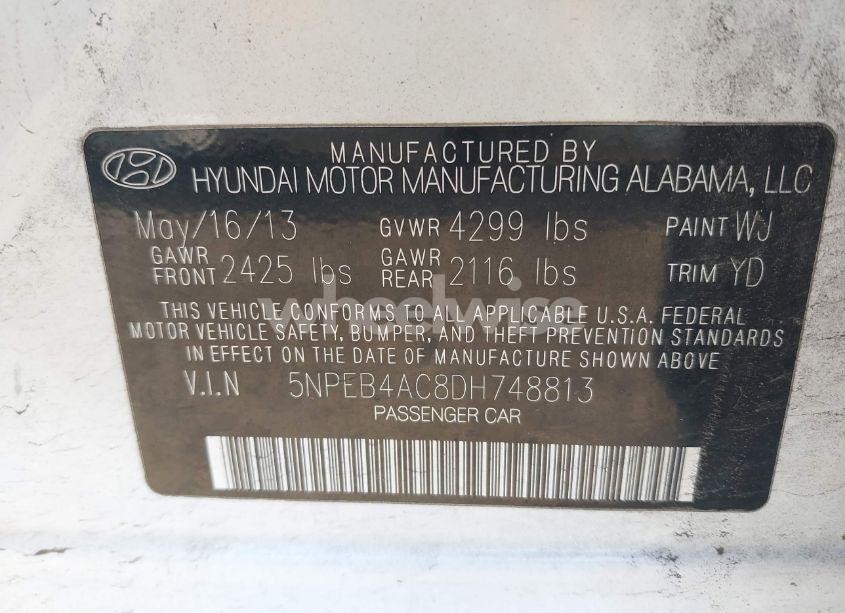 MANUFACTURED BY
HYUNDAI MOTOR MANUFACTURING ALABAMA, LLC
May/16/13 GVWR 4299 lbs PAINT WJ
GAWR FRONT 2425 lbs GAWR REAR 2116 lbs TRIM YD
THIS VEHICLE CONFORMS TO ALL APPLICABLE U.S.A. FEDERAL
MOTOR VEHICLE SAFETY, BUMPER, AND THEFT PREVENTION STANDARDS
IN EFFECT ON THE DATE OF MANUFACTURE SHOWN ABOVE
V.I.N 5NPEB4AC8DH748813
PASSENGER CAR
wheelwise